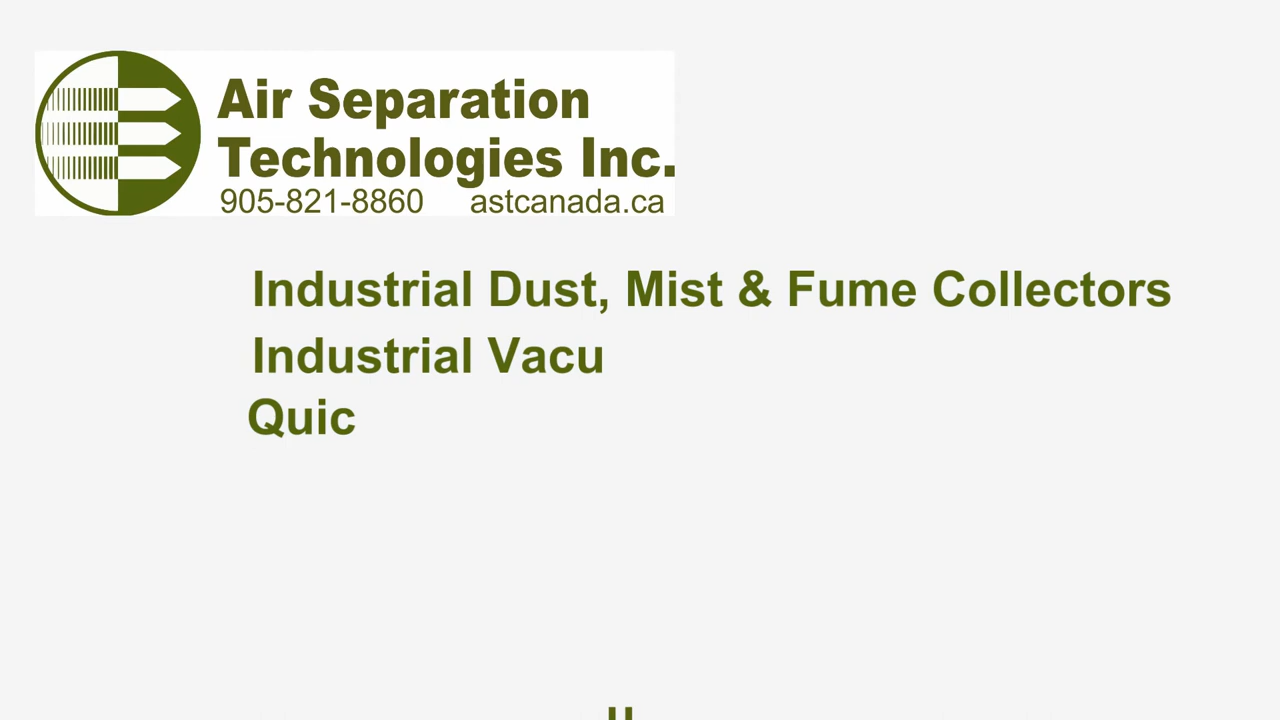 Air Separation
Technologies Inc.
905-821-8860 astcanada.ca
Industrial Dust, Mist & Fume Collectors
Industrial Vacu
Quic